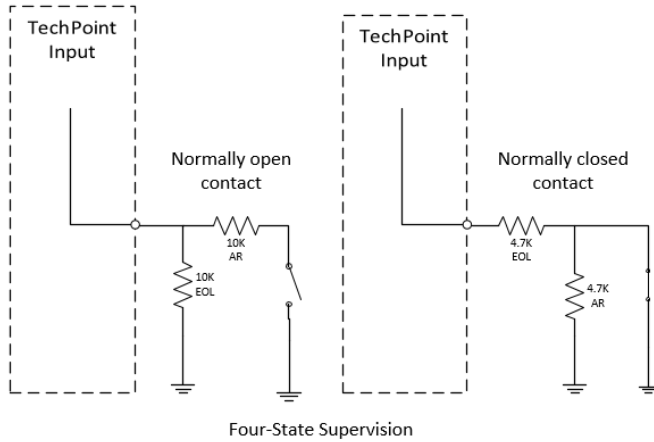 TechPoint
Input
Normally open
contact
10K
AR
10K
EOL
TechPoint
Input
Normally closed
contact
4.7K
EOL
4.7K
AR
Four-State Supervision